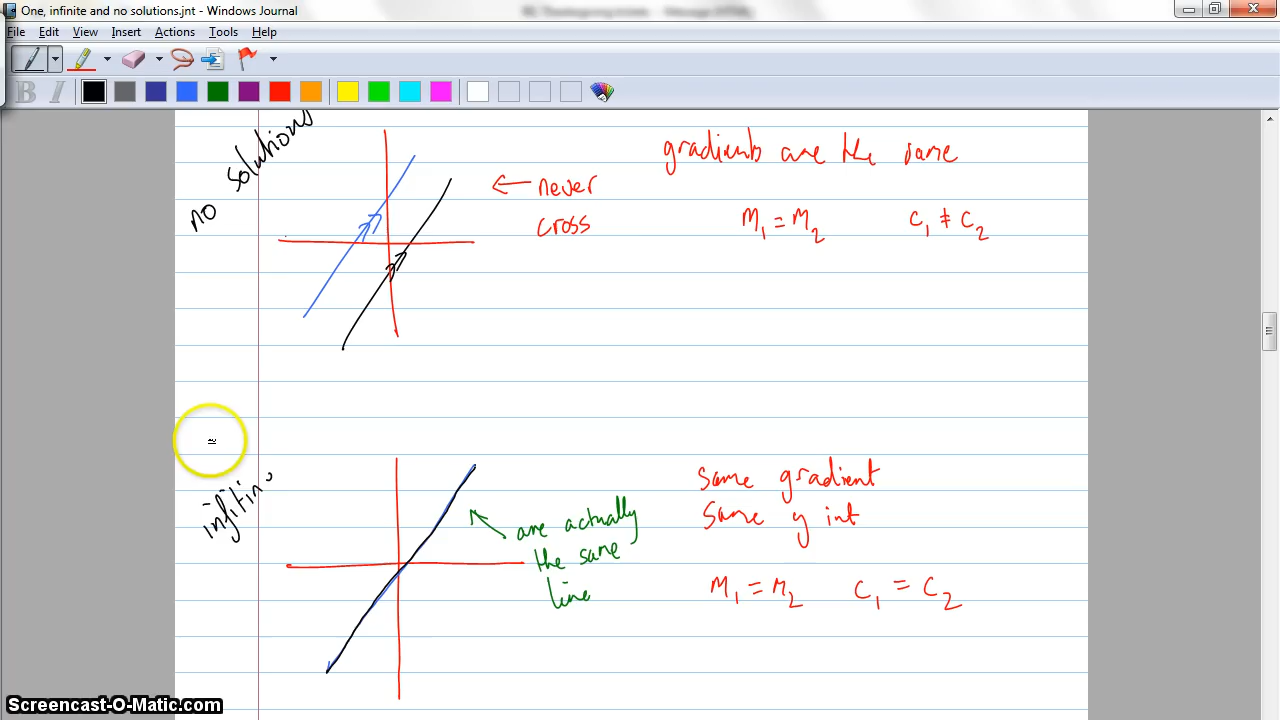 One, infinite and no solutions.jnt - Windows Journal
File Edit View Insert Actions Tools Help
B I
no solutions
← never
cross
gradients are the same
M₁ = M₂ C₁ ≠ C₂
are actually
the same
line
same gradient
same y int
M₁ = M₂ C₁ = C₂
Screencast-O-Matic.com